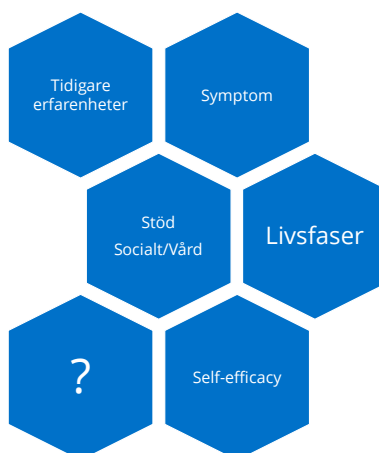 Tidigare
erfarenheter
Symptom
Stöd
Socialt/Vård
Livsfaser
?
Self-efficacy